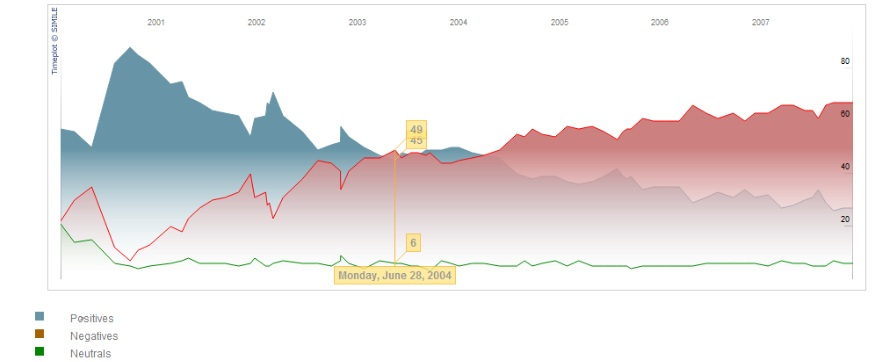 2001 2002 2003 2004 2005 2006 2007
Timeplot © SIMILE
80
60
49
45
40
20
6
Monday, June 28, 2004
Positives
Negatives
Neutrals